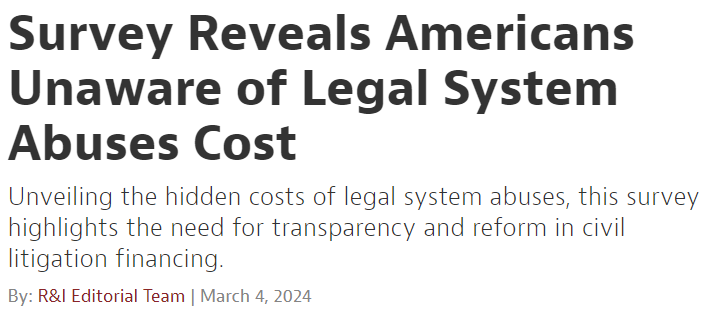 Survey Reveals Americans
Unaware of Legal System
Abuses Cost
Unveiling the hidden costs of legal system abuses, this survey
highlights the need for transparency and reform in civil
litigation financing.
By: R&I Editorial Team | March 4, 2024